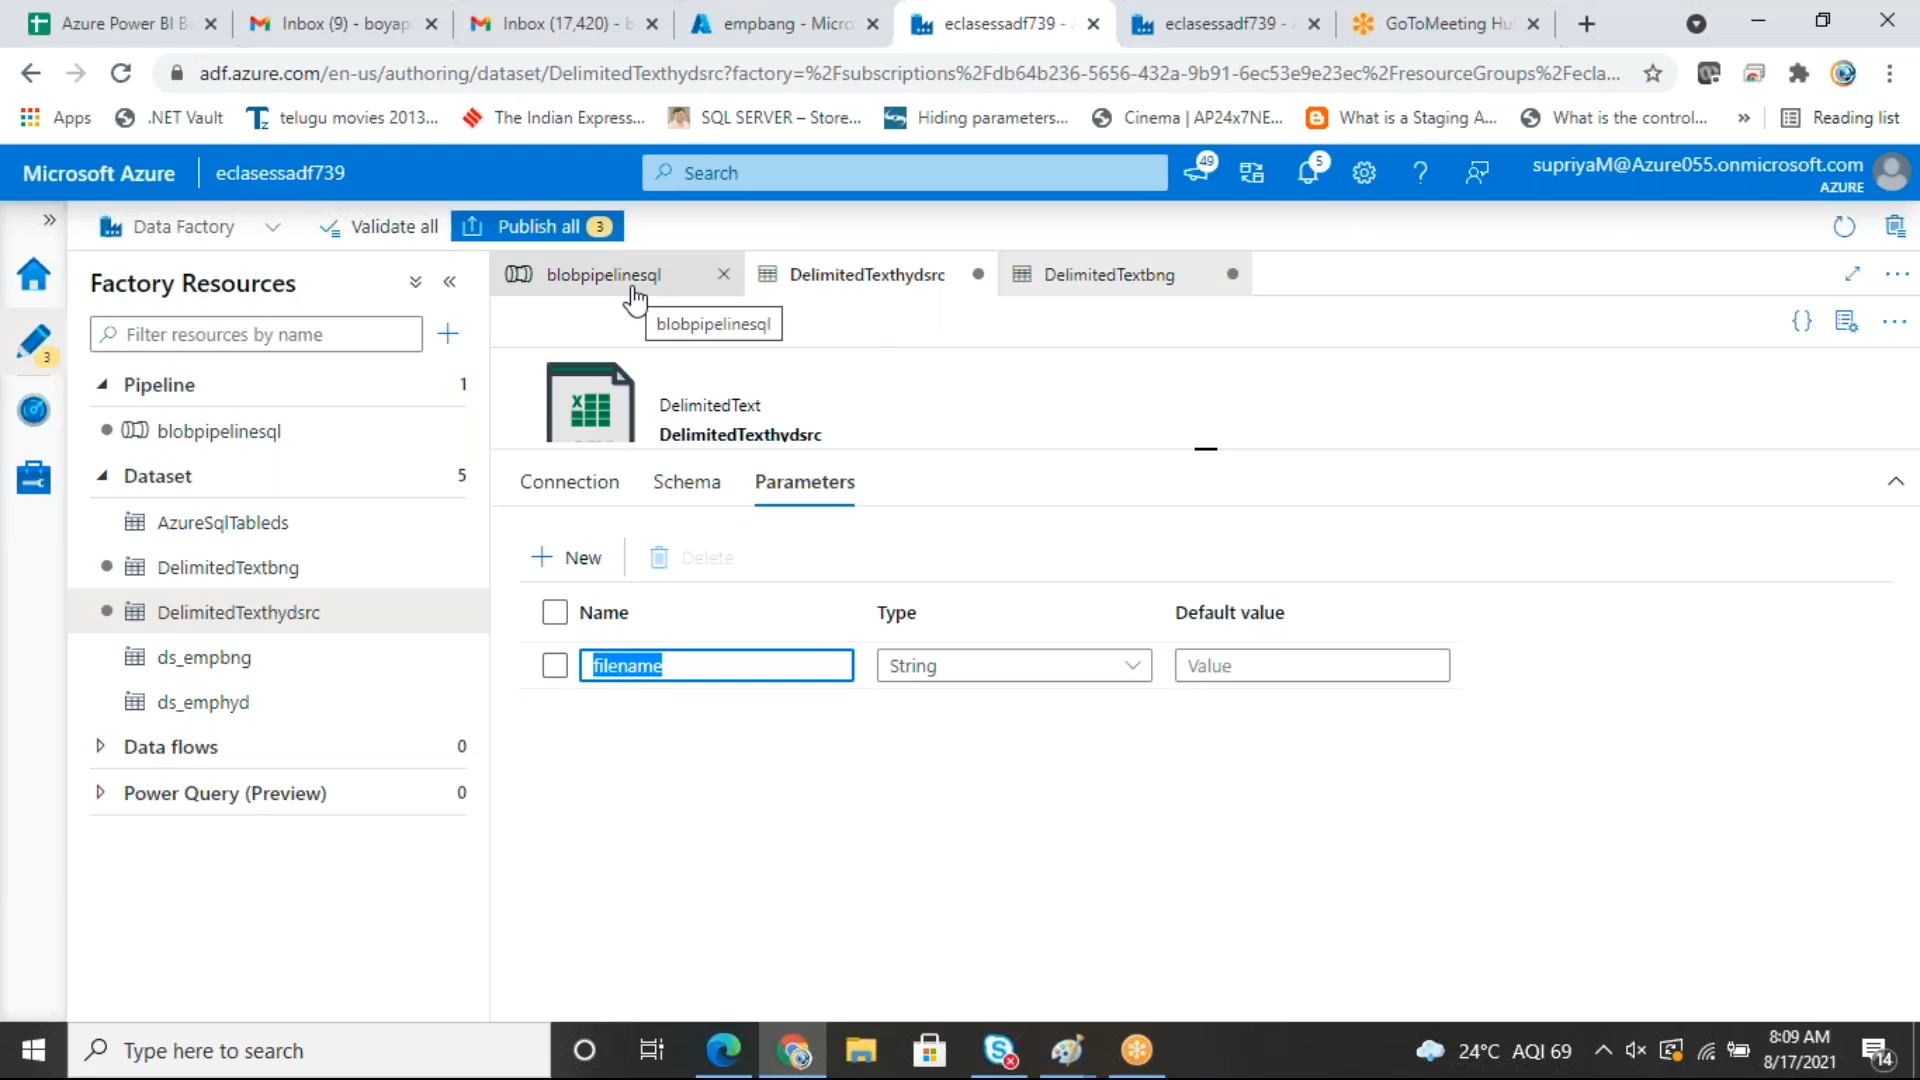 Azure Power BI B
Inbox (9) - boyap
Inbox (17,420) - b
empbang - Micro
eclasessadf739 -
eclasessadf739 -
GoToMeeting Hu
adf.azure.com/en-us/authoring/dataset/DelimitedTexthydsrc?factory=%2Fsubscriptions%2Fdb64b236-5656-432a-9b91-6ec53e9e23ec%2FresourceGroups%2Fecla...
Apps
.NET Vault
telugu movies 2013...
The Indian Express...
SQL SERVER – Store...
Hiding parameters...
Cinema | AP24x7NE...
What is a Staging A...
What is the control...
»
Reading list
Microsoft Azure
eclasessadf739
Search
49
5
supriyaM@Azure055.onmicrosoft.com
AZURE
Data Factory
Validate all
Publish all 3
Factory Resources
Filter resources by name
3
Pipeline 1
blobpipelinesql
Dataset 5
AzureSqlTableds
DelimitedTextbng
DelimitedTexthydsrc
ds_empbng
ds_emphyd
Data flows 0
Power Query (Preview) 0
blobpipelinesql
DelimitedTexthydsrc
DelimitedTextbng
blobpipelinesql
DelimitedText
DelimitedTexthydsrc
Connection
Schema
Parameters
New
Delete
Name
Type
Default value
filename
String
Value
Type here to search
24°C AQI 69
8:09 AM
8/17/2021
14